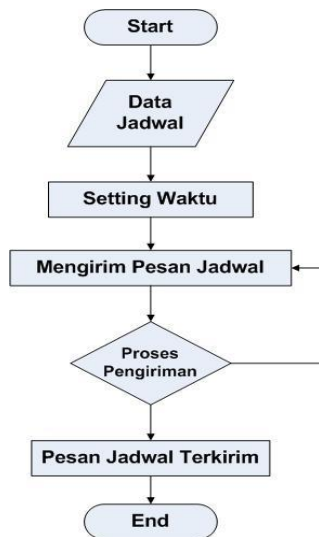 Start
Data
Jadwal
Setting Waktu
Mengirim Pesan Jadwal
Proses
Pengiriman
Pesan Jadwal Terkirim
End